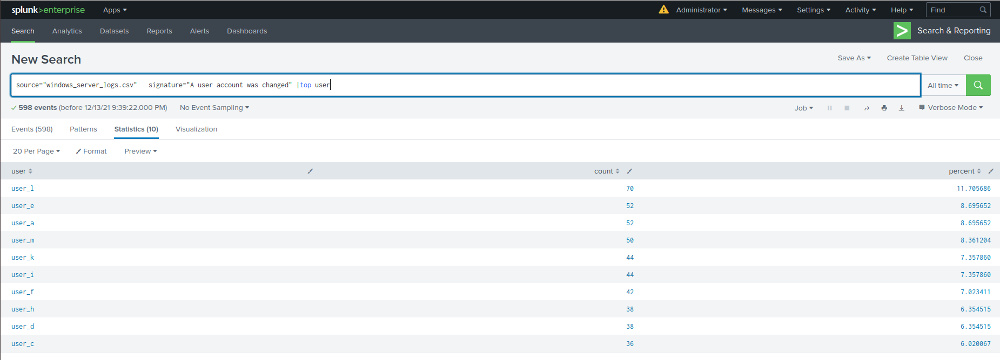 splunk>enterprise Apps Administrator Messages Settings Activity Help Find
Search Analytics Datasets Reports Alerts Dashboards Search & Reporting
New Search Save As Create Table View Close
source="windows_server_logs.csv" signature="A user account was changed" |top user All time
598 events (before 12/13/21 9:39:22.000 PM) No Event Sampling Job Verbose Mode
Events (598) Patterns Statistics (10) Visualization
20 Per Page Format Preview
user count percent
user_l 70 11.705686
user_e 52 8.695652
user_a 52 8.695652
user_m 50 8.361204
user_k 44 7.357860
user_i 44 7.357860
user_f 42 7.023411
user_h 38 6.354515
user_d 38 6.354515
user_c 36 6.020067